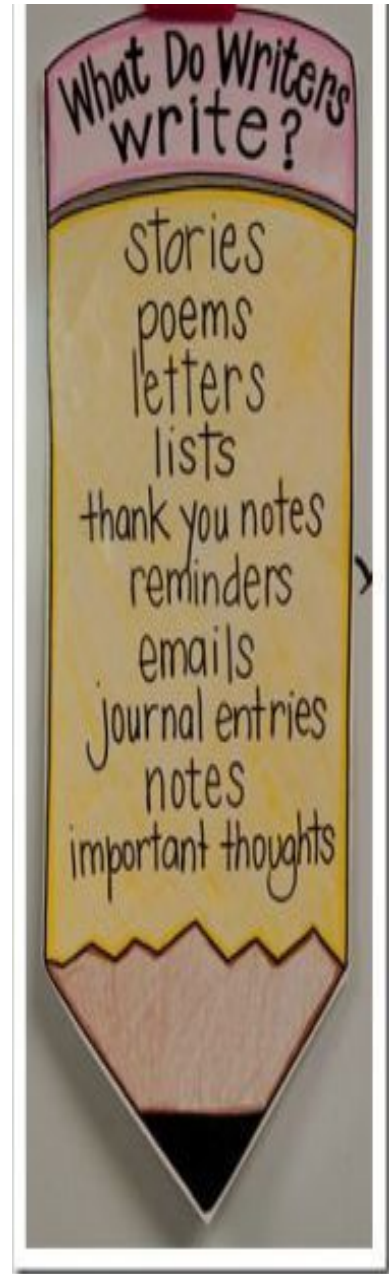 What Do Writers
write?
stories
poems
letters
lists
thank you notes
reminders
emails
journal entries
notes
important thoughts